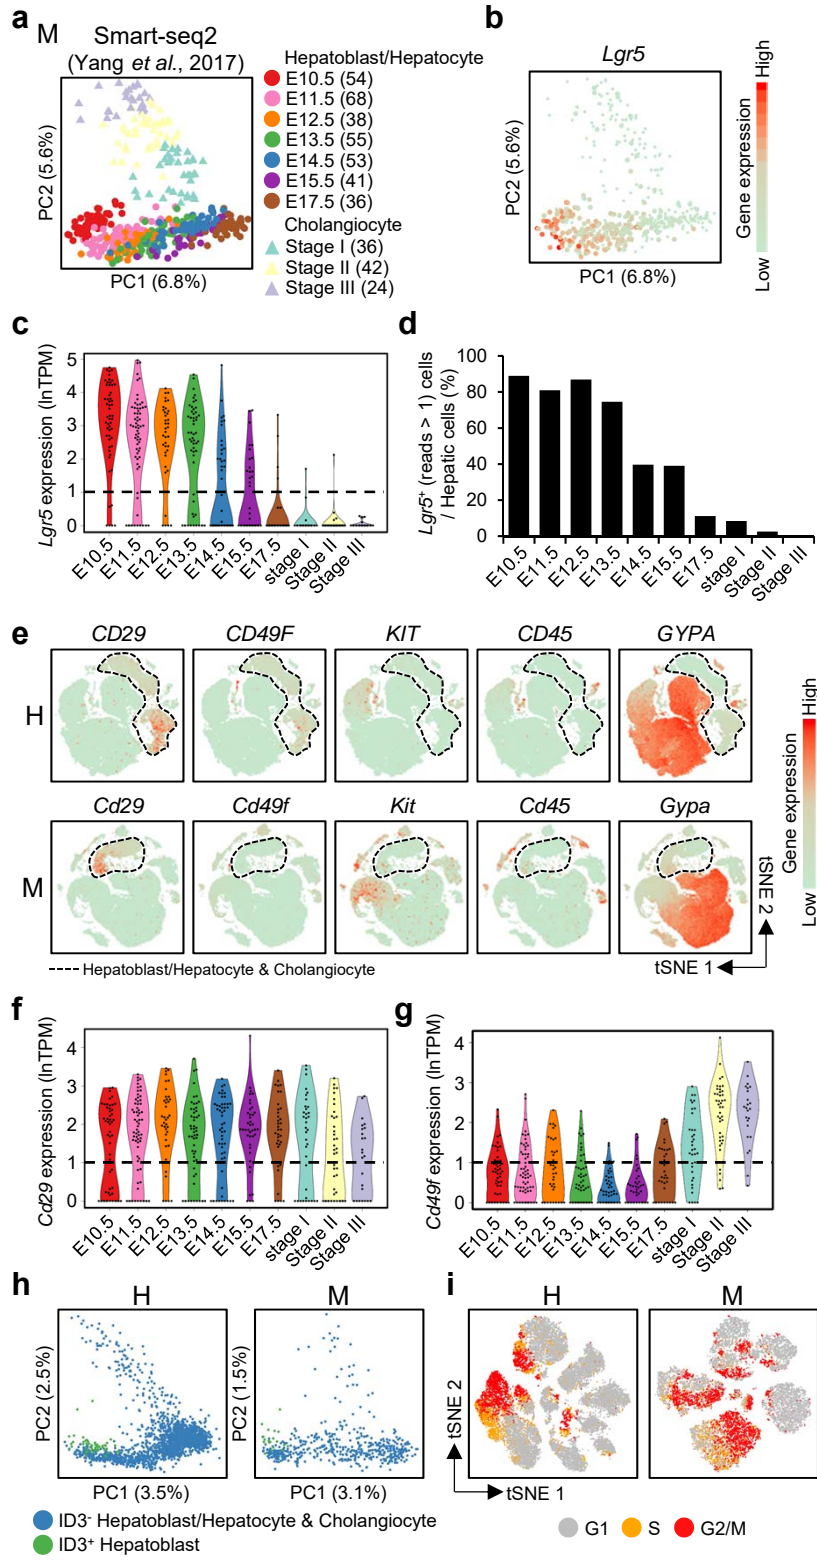 a
M
Smart-seq2
(Yang et al., 2017)
PC2 (5.6%)
PC1 (6.8%)
Hepatoblast/Hepatocyte
E10.5 (54)
E11.5 (68)
E12.5 (38)
E13.5 (55)
E14.5 (53)
E15.5 (41)
E17.5 (36)
Cholangiocyte
Stage I (36)
Stage II (42)
Stage III (24)
b
Lgr5
PC2 (5.6%)
PC1 (6.8%)
High
Gene expression
Low
c
Lgr5 expression (lnTPM)
5
4
3
2
1
0
E10.5
E11.5
E12.5
E13.5
E14.5
E15.5
E17.5
stage I
Stage II
Stage III
d
Lgr5⁺ (reads > 1) cells
/ Hepatic cells (%)
100
80
60
40
20
0
E10.5
E11.5
E12.5
E13.5
E14.5
E15.5
E17.5
stage I
Stage II
Stage III
e
CD29 CD49F KIT CD45 GYPA
H
Cd29 Cd49f Kit Cd45 Gypa
M
High
Gene expression
Low
tSNE 2
tSNE 1
Hepatoblast/Hepatocyte & Cholangiocyte
f
Cd29 expression (lnTPM)
4
3
2
1
0
E10.5
E11.5
E12.5
E13.5
E14.5
E15.5
E17.5
stage I
Stage II
Stage III
g
Cd49f expression (lnTPM)
4
3
2
1
0
E10.5
E11.5
E12.5
E13.5
E14.5
E15.5
E17.5
stage I
Stage II
Stage III
h
H
M
PC2 (2.5%)
PC1 (3.5%)
PC2 (1.5%)
PC1 (3.1%)
ID3⁻ Hepatoblast/Hepatocyte & Cholangiocyte
ID3⁺ Hepatoblast
i
H
M
tSNE 2
tSNE 1
G1 S G2/M